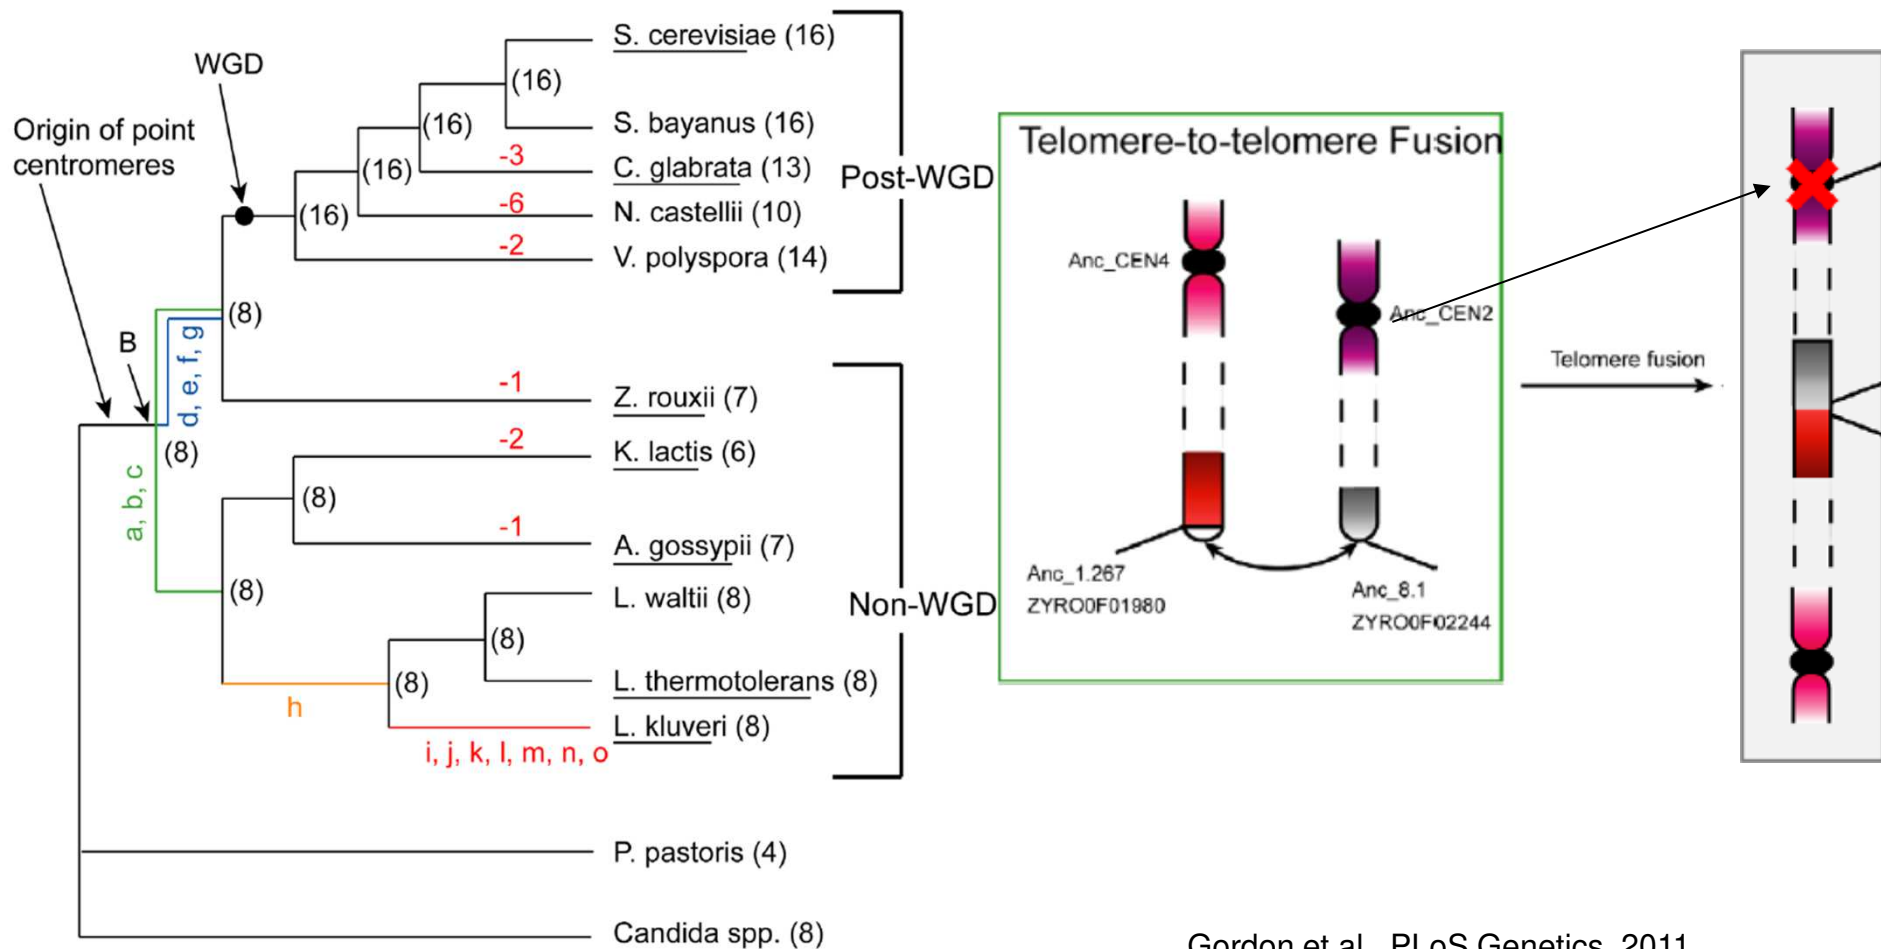 WGD
Origin of point
centromeres
B
a, b, c
d, e, f, g
h
i, j, k, l, m, n, o
(8)
(8)
(8)
(8)
(8)
(8)
(16)
(16)
(16)
(16)
-3
-6
-2
-1
-2
-1
S. cerevisiae (16)
S. bayanus (16)
C. glabrata (13)
N. castellii (10)
V. polyspora (14)
Z. rouxii (7)
K. lactis (6)
A. gossypii (7)
L. waltii (8)
L. thermotolerans (8)
L. kluveri (8)
P. pastoris (4)
Candida spp. (8)
Post-WGD
Non-WGD
Telomere-to-telomere Fusion
Anc_CEN4
Anc_CEN2
Anc_1.267
ZYRO0F01980
Anc_8.1
ZYRO0F02244
Telomere fusion
Gordon et al., PLoS Genetics, 2011